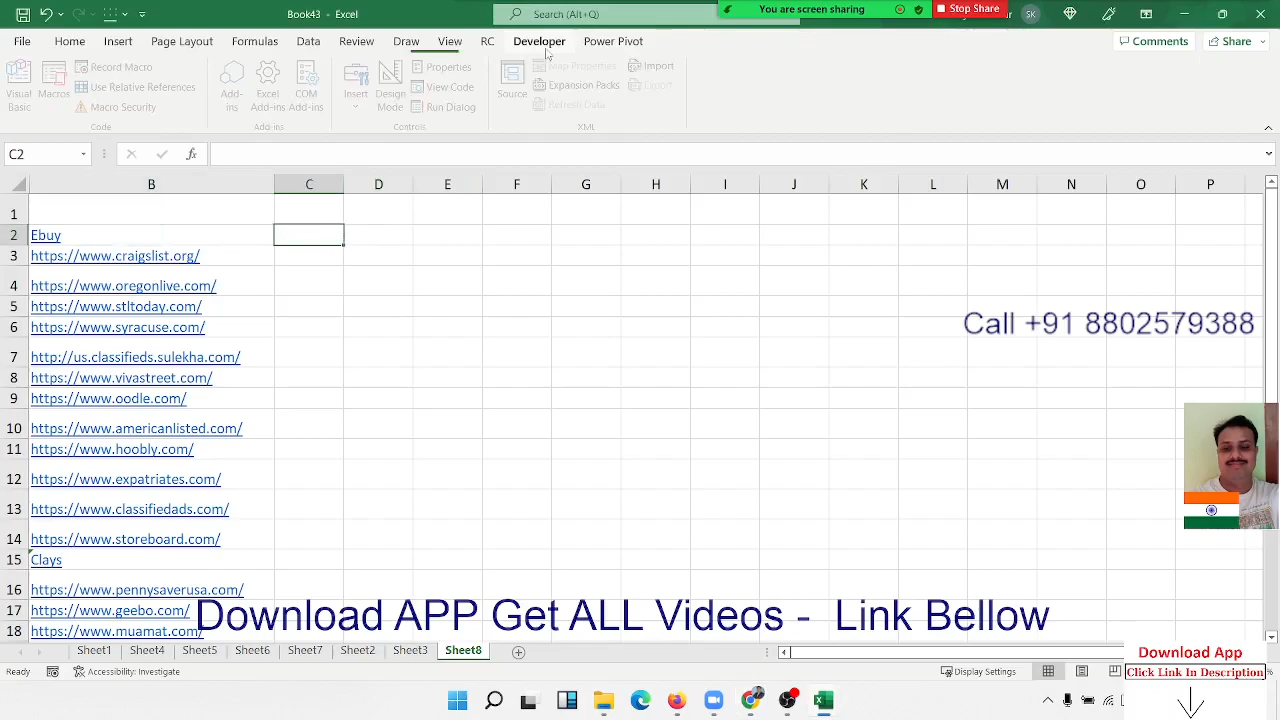 Book3 - Excel
Search (Alt+Q)
You are screen sharing
Stop Share
SK
File Home Insert Page Layout Formulas Data Review Draw View RC Developer Power Pivot
Comments Share
Visual Basic
Macros
Record Macro
Use Relative References
Macro Security
Code
Add-ins
Excel Add-ins
COM Add-ins
Add-ins
Insert
Design Mode
Properties
View Code
Run Dialog
Controls
Source
Map Properties
Expansion Packs
Refresh Data
Import
Export
XML
C2
fx
B C D E F G H I J K L M N O P
1
2 Ebuy
3 https://www.craigslist.org/
4 https://www.oregonlive.com/
5 https://www.stltoday.com/
6 https://www.syracuse.com/
Call +91 8802579388
7 http://us.classifieds.sulekha.com/
8 https://www.vivastreet.com/
9 https://www.oodle.com/
10 https://www.americanlisted.com/
11 https://www.hoobly.com/
12 https://www.expatriates.com/
13 https://www.classifiedads.com/
14 https://www.storeboard.com/
15 Clays
16 https://www.pennysaverusa.com/
17 https://www.geebo.com/
18 https://www.muamat.com/
Download APP Get ALL Videos - Link Bellow
Sheet1 Sheet4 Sheet5 Sheet6 Sheet7 Sheet2 Sheet3 Sheet8
Download App
Click Link In Description
Ready Accessibility: Investigate Display Settings